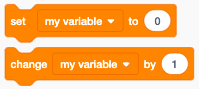 set my variable to 0
change my variable by 1